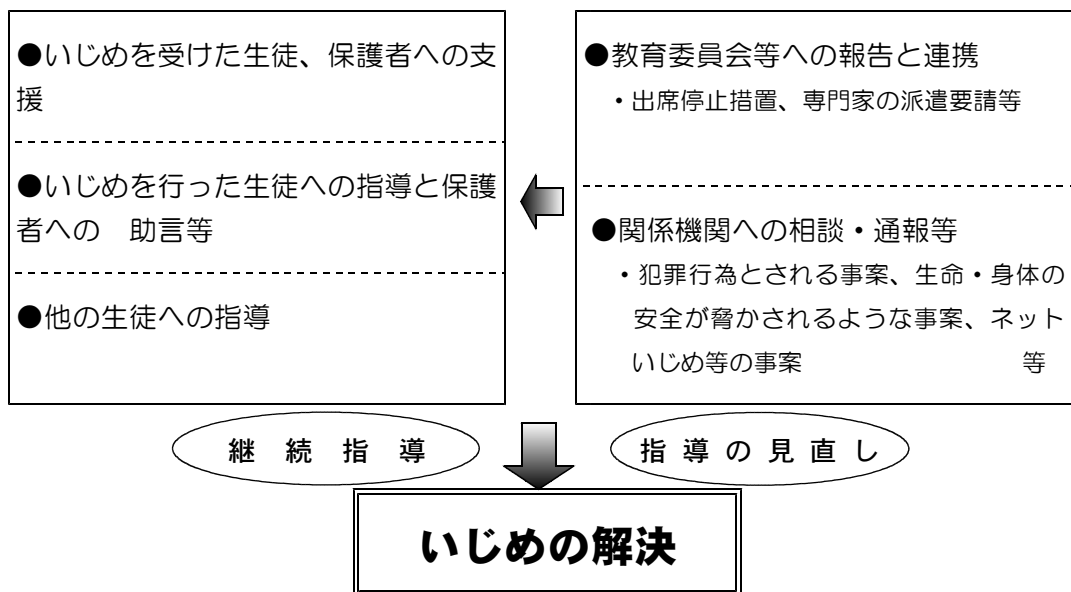 ●いじめを受けた生徒、保護者への支
援
●いじめを行った生徒への指導と保護
者への　助言等
●他の生徒への指導
●教育委員会等への報告と連携
・出席停止措置、専門家の派遣要請等
●関係機関への相談・通報等
・犯罪行為とされる事案、生命・身体の
安全が脅かされるような事案、ネット
いじめ等の事案　　　　　　　　等
継　続　指　導
指 導 の 見 直 し
いじめの解決